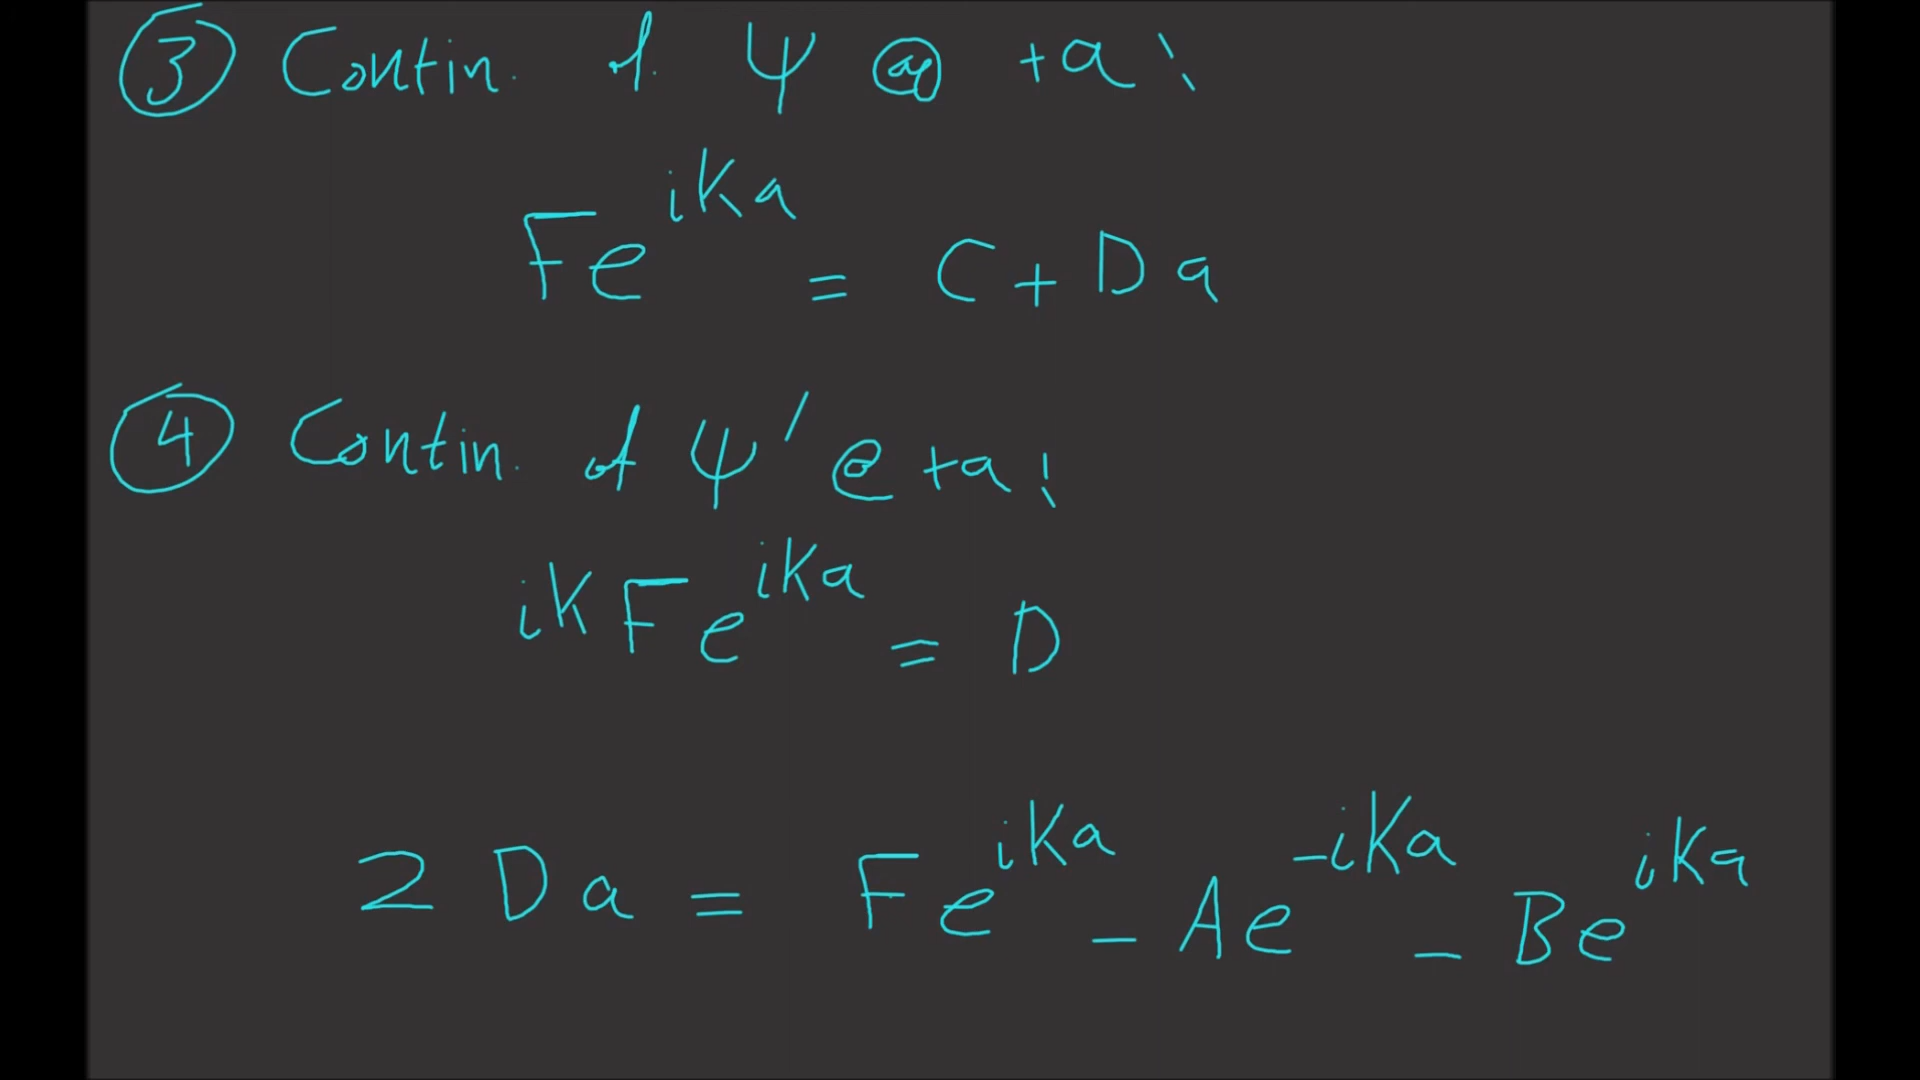 ③ Contin. of ψ @ +a:
Fe^{ika} = C + Da
④ Contin. of ψ' @ +a:
ikFe^{ika} = D
2Da = Fe^{ika} - Ae^{-ika} - Be^{ika}